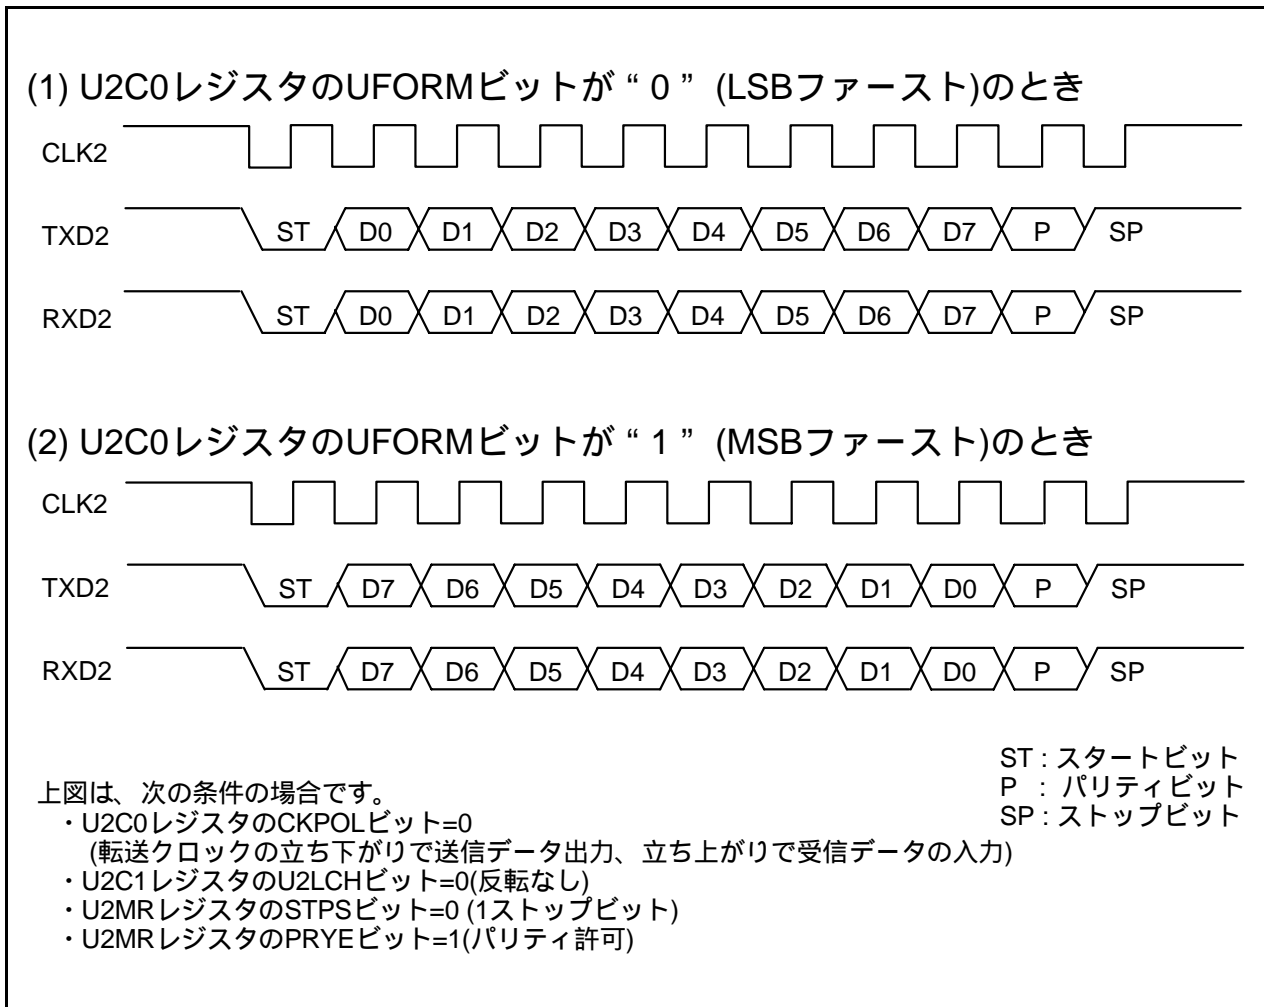 (1) U2C0レジスタのUFORMビットが “ 0 ” (LSBファースト)のとき
CLK2
TXD2 ST D0 D1 D2 D3 D4 D5 D6 D7 P SP
RXD2 ST D0 D1 D2 D3 D4 D5 D6 D7 P SP
(2) U2C0レジスタのUFORMビットが “ 1 ” (MSBファースト)のとき
CLK2
TXD2 ST D7 D6 D5 D4 D3 D2 D1 D0 P SP
RXD2 ST D7 D6 D5 D4 D3 D2 D1 D0 P SP
ST : スタートビット
P : パリティビット
SP : ストップビット
上図は、次の条件の場合です。
・U2C0レジスタのCKPOLビット=0
(転送クロックの立ち下がりで送信データ出力、立ち上がりで受信データの入力)
・U2C1レジスタのU2LCHビット=0(反転なし)
・U2MRレジスタのSTPSビット=0 (1ストップビット)
・U2MRレジスタのPRYEビット=1(パリティ許可)